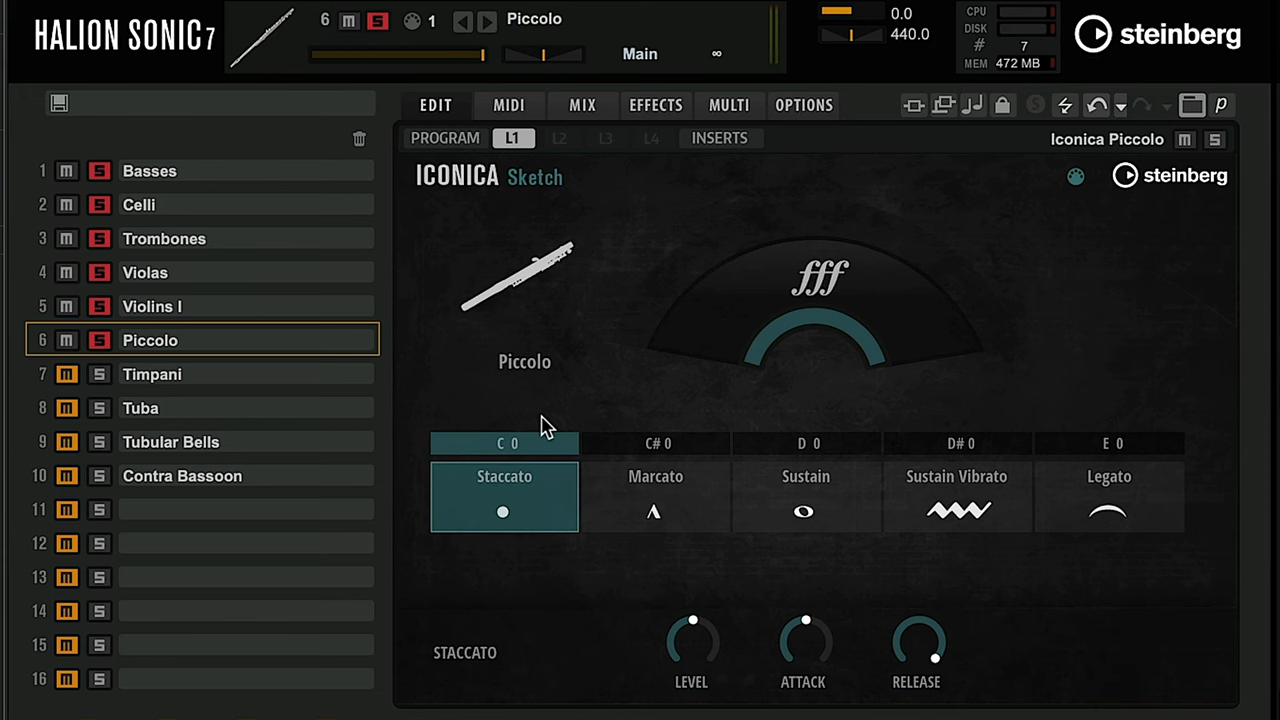 HALION SONIC 7
6 m S 1 Piccolo
Main ∞
0.0
440.0
CPU
DISK
# 7
MEM 472 MB
steinberg
EDIT MIDI MIX EFFECTS MULTI OPTIONS
S p
PROGRAM L1 L2 L3 L4 INSERTS
Iconica Piccolo m S
ICONICA Sketch
steinberg
1 m S Basses
2 m S Celli
3 m S Trombones
4 m S Violas
5 m S Violins I
6 m S Piccolo
7 m S Timpani
8 m S Tuba
9 m S Tubular Bells
10 m S Contra Bassoon
11 m S
12 m S
13 m S
14 m S
15 m S
16 m S
fff
Piccolo
C 0 C# 0 D 0 D# 0 E 0
Staccato Marcato Sustain Sustain Vibrato Legato
STACCATO
LEVEL ATTACK RELEASE